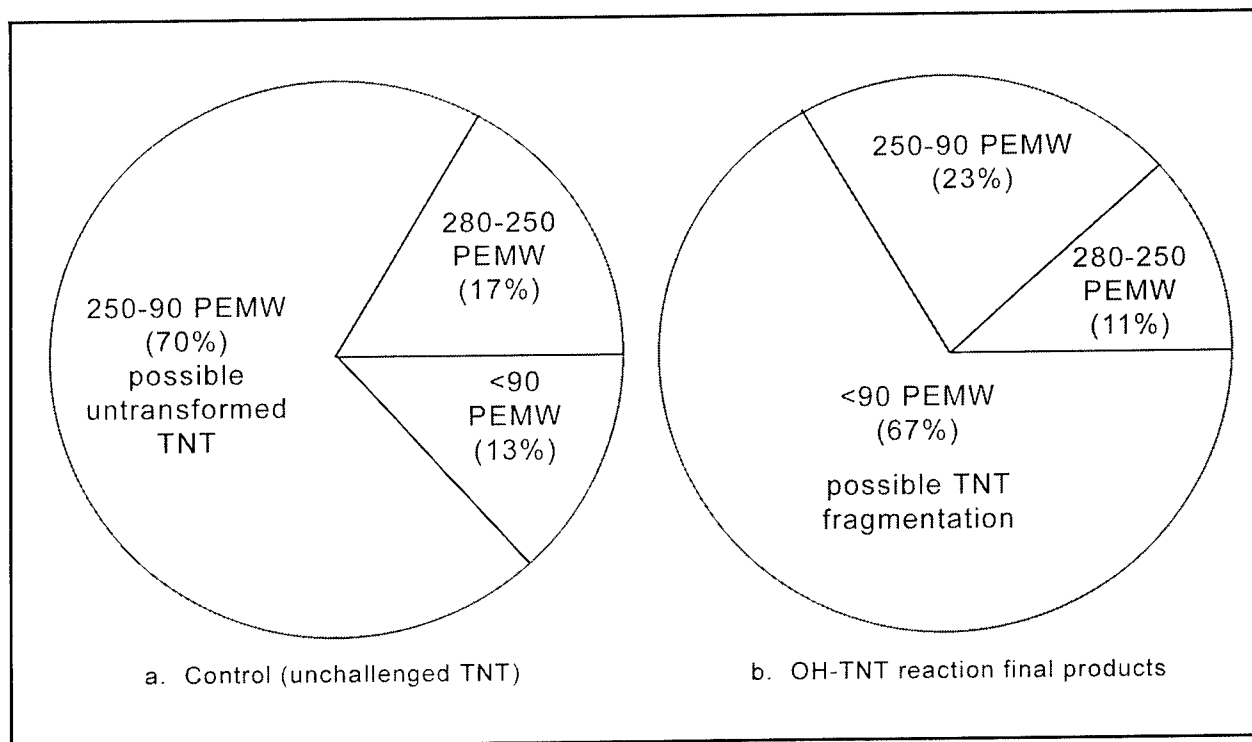 250-90 PEMW
(70%)
possible
untransformed
TNT
280-250
PEMW
(17%)
<90
PEMW
(13%)
a. Control (unchallenged TNT)
250-90 PEMW
(23%)
280-250
PEMW
(11%)
<90 PEMW
(67%)
possible TNT
fragmentation
b. OH-TNT reaction final products